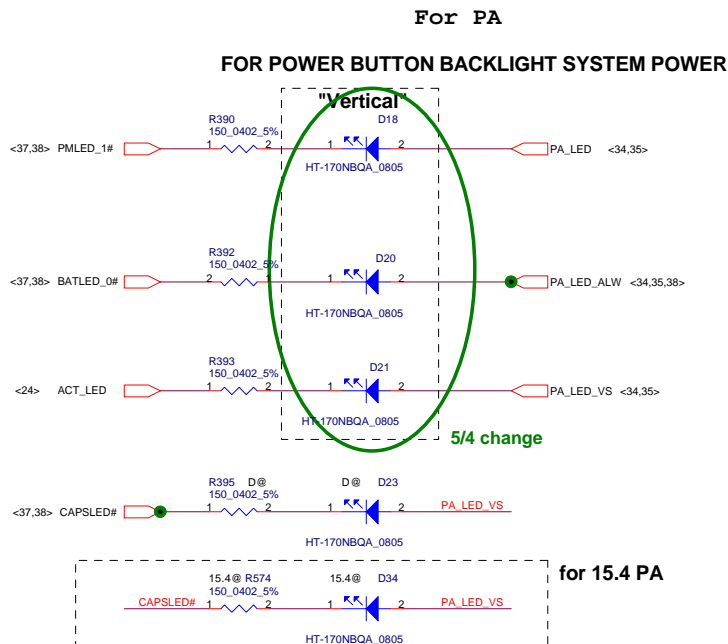 For PA
FOR POWER BUTTON BACKLIGHT SYSTEM POWER
"Vertical"
R390
150_0402_5%
D18
<37,38> PMLED_1# 1 2 1 2 PA_LED <34,35>
HT-170NBQA_0805
R392
150_0402_5%
D20
<37,38> BATLED_0# 2 1 1 2 PA_LED_ALW <34,35,38>
HT-170NBQA_0805
R393
150_0402_5%
D21
<24> ACT_LED 1 2 1 2 PA_LED_VS <34,35>
HT-170NBQA_0805
5/4 change
R395 D@ D@ D23
150_0402_5%
<37,38> CAPSLED# 1 2 1 2 PA_LED_VS
HT-170NBQA_0805
for 15.4 PA
15.4@ R574 15.4@ D34
150_0402_5%
CAPSLED# 1 2 1 2 PA_LED_VS
HT-170NBQA_0805